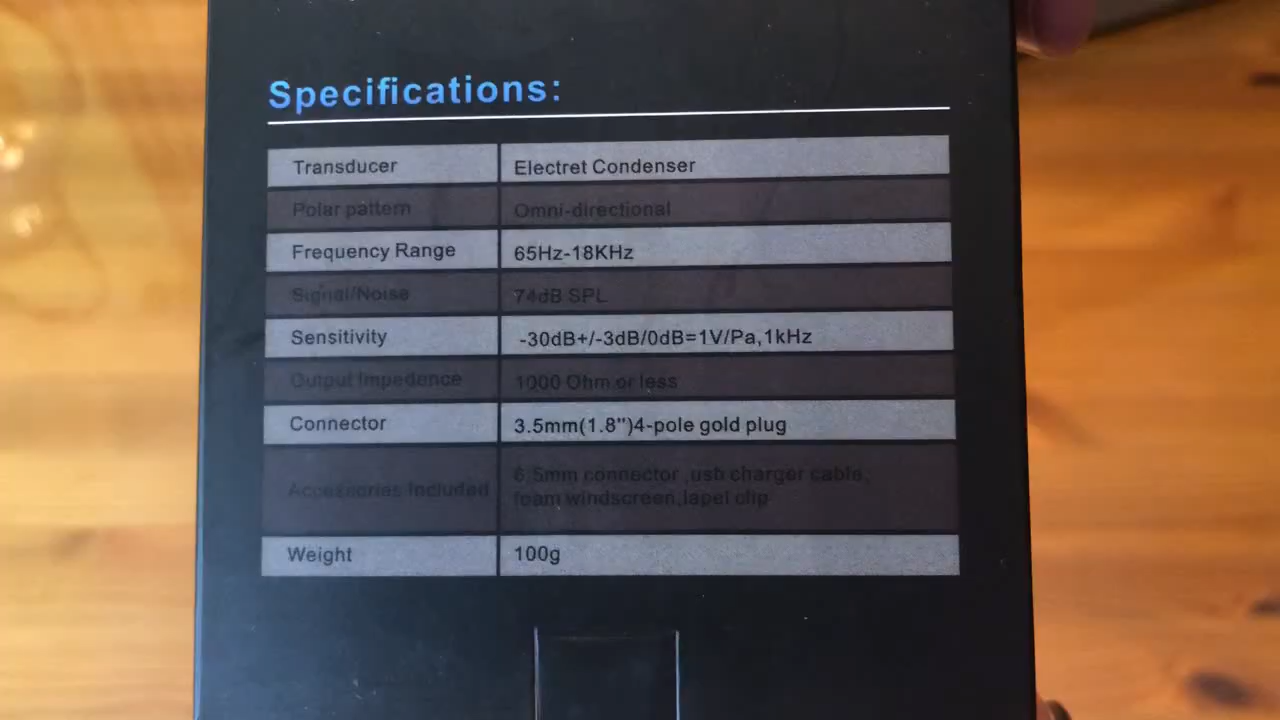 Specifications:
Transducer Electret Condenser
Polar pattern Omni-directional
Frequency Range 65Hz-18KHz
Signal/Noise 74dB SPL
Sensitivity -30dB+/-3dB/0dB=1V/Pa,1kHz
Output Impedance 1000 Ohm or less
Connector 3.5mm(1.8")4-pole gold plug
Accessories Included 6.5mm connector ,usb charger cable,
foam windscreen,lapel clip
Weight 100g